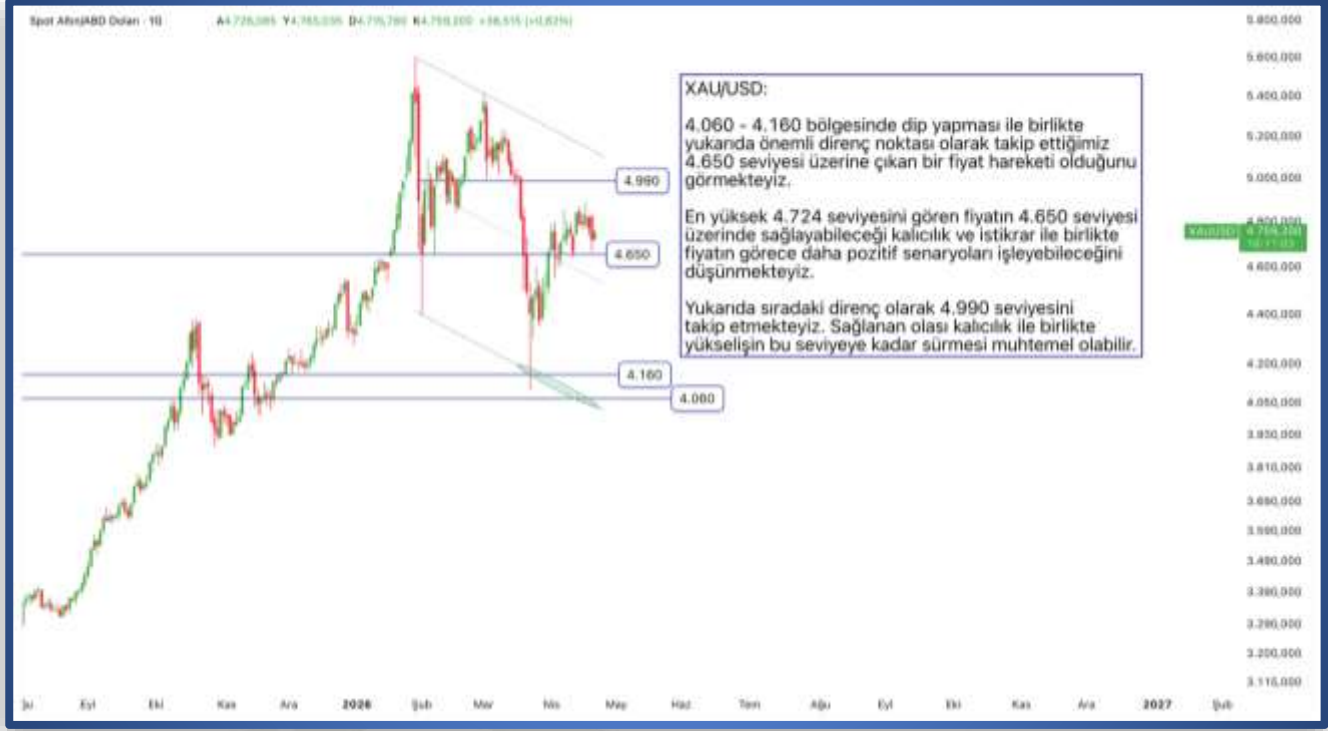 Spot Altın/ABD Doları · 1G
5.800,000
5.600,000
5.400,000
5.200,000
5.000,000
4.800,000
4.600,000
4.400,000
4.200,000
4.050,000
3.930,000
3.810,000
3.690,000
3.590,000
3.490,000
3.390,000
3.290,000
3.200,000
3.110,000
XAU/USD:
4.060 - 4.160 bölgesinde dip yapması ile birlikte
yukarıda önemli direnç noktası olarak takip ettiğimiz
4.650 seviyesi üzerine çıkan bir fiyat hareketi olduğunu
görmekteyiz.
En yüksek 4.724 seviyesini gören fiyatın 4.650 seviyesi
üzerinde sağlayabileceği kalıcılık ve istikrar ile birlikte
fiyatın görece daha pozitif senaryoları işleyebileceğini
düşünmekteyiz.
Yukarıda sıradaki direnç olarak 4.990 seviyesini
takip etmekteyiz. Sağlanan olası kalıcılık ile birlikte
yükselişin bu seviyeye kadar sürmesi muhtemel olabilir.
4.990
4.650
4.160
4.060
XAUUSD
Eyl Eki Kas Ara 2026 Şub Mar Nis May Haz Tem Ağu Eyl Eki Kas Ara 2027 Şub